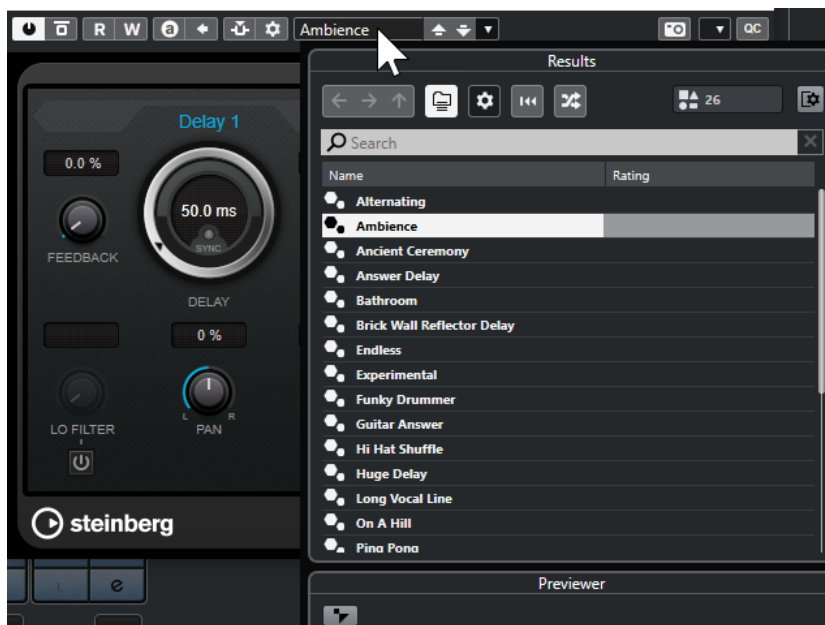 R W a Ambience QC
Results
26
Search
Name Rating
Alternating
Ambience
Ancient Ceremony
Answer Delay
Bathroom
Brick Wall Reflector Delay
Endless
Experimental
Funky Drummer
Guitar Answer
Hi Hat Shuffle
Huge Delay
Long Vocal Line
On A Hill
Ping Pong
Previewer
Delay 1
0.0 %
50.0 ms
SYNC
FEEDBACK
DELAY
0 %
L R
LO FILTER PAN
steinberg
L e